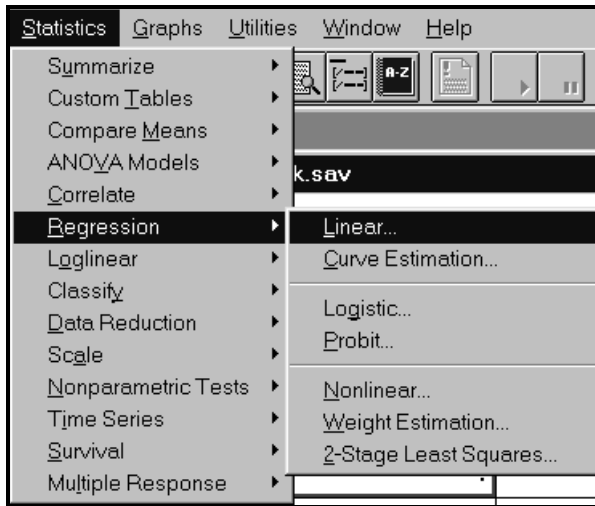 Statistics Graphs Utilities Window Help
A-Z
k.sav
Summarize
Custom Tables
Compare Means
ANOVA Models
Correlate
Regression
Loglinear
Classify
Data Reduction
Scale
Nonparametric Tests
Time Series
Survival
Multiple Response
Linear...
Curve Estimation...
Logistic...
Probit...
Nonlinear...
Weight Estimation...
2-Stage Least Squares...